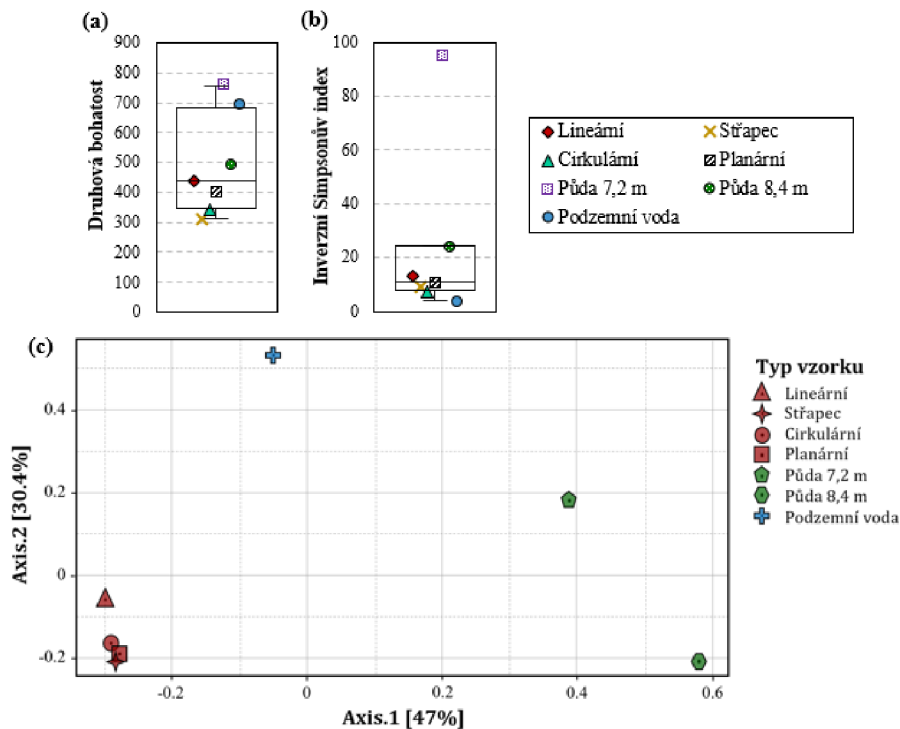 (a)
Druhová bohatost
900
800
700
600
500
400
300
200
100
0
(b)
Inverzní Simpsonův index
100
80
60
40
20
0
Lineární
Střapec
Cirkulární
Planární
Půda 7,2 m
Půda 8,4 m
Podzemní voda
(c)
Axis.2 [30.4%]
0.4
0.2
0
-0.2
-0.2
0
0.2
0.4
0.6
Axis.1 [47%]
Typ vzorku
Lineární
Střapec
Cirkulární
Planární
Půda 7,2 m
Půda 8,4 m
Podzemní voda